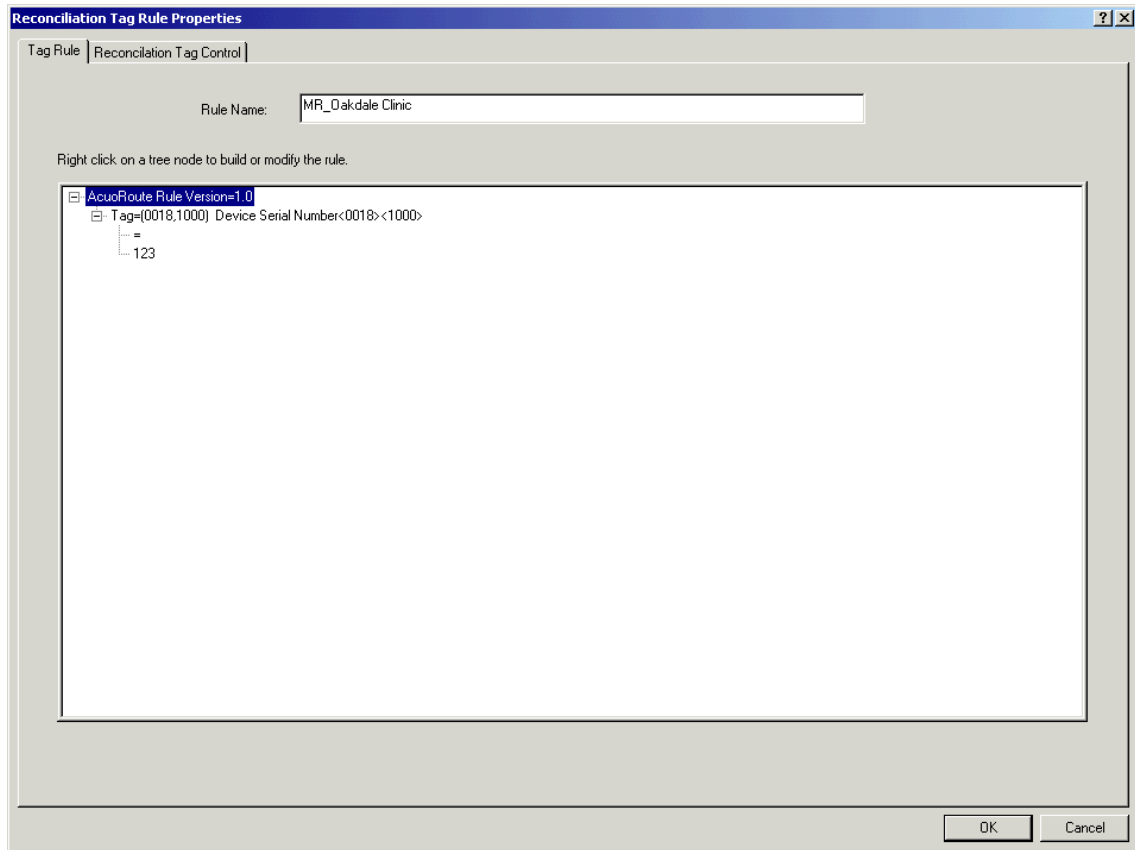 Reconciliation Tag Rule Properties
Tag Rule
Reconcilation Tag Control
Rule Name:
MR_Oakdale Clinic
Right click on a tree node to build or modify the rule.
AcuoRoute Rule Version=1.0
Tag=(0018,1000)  Device Serial Number<0018><1000>
=
123
OK
Cancel